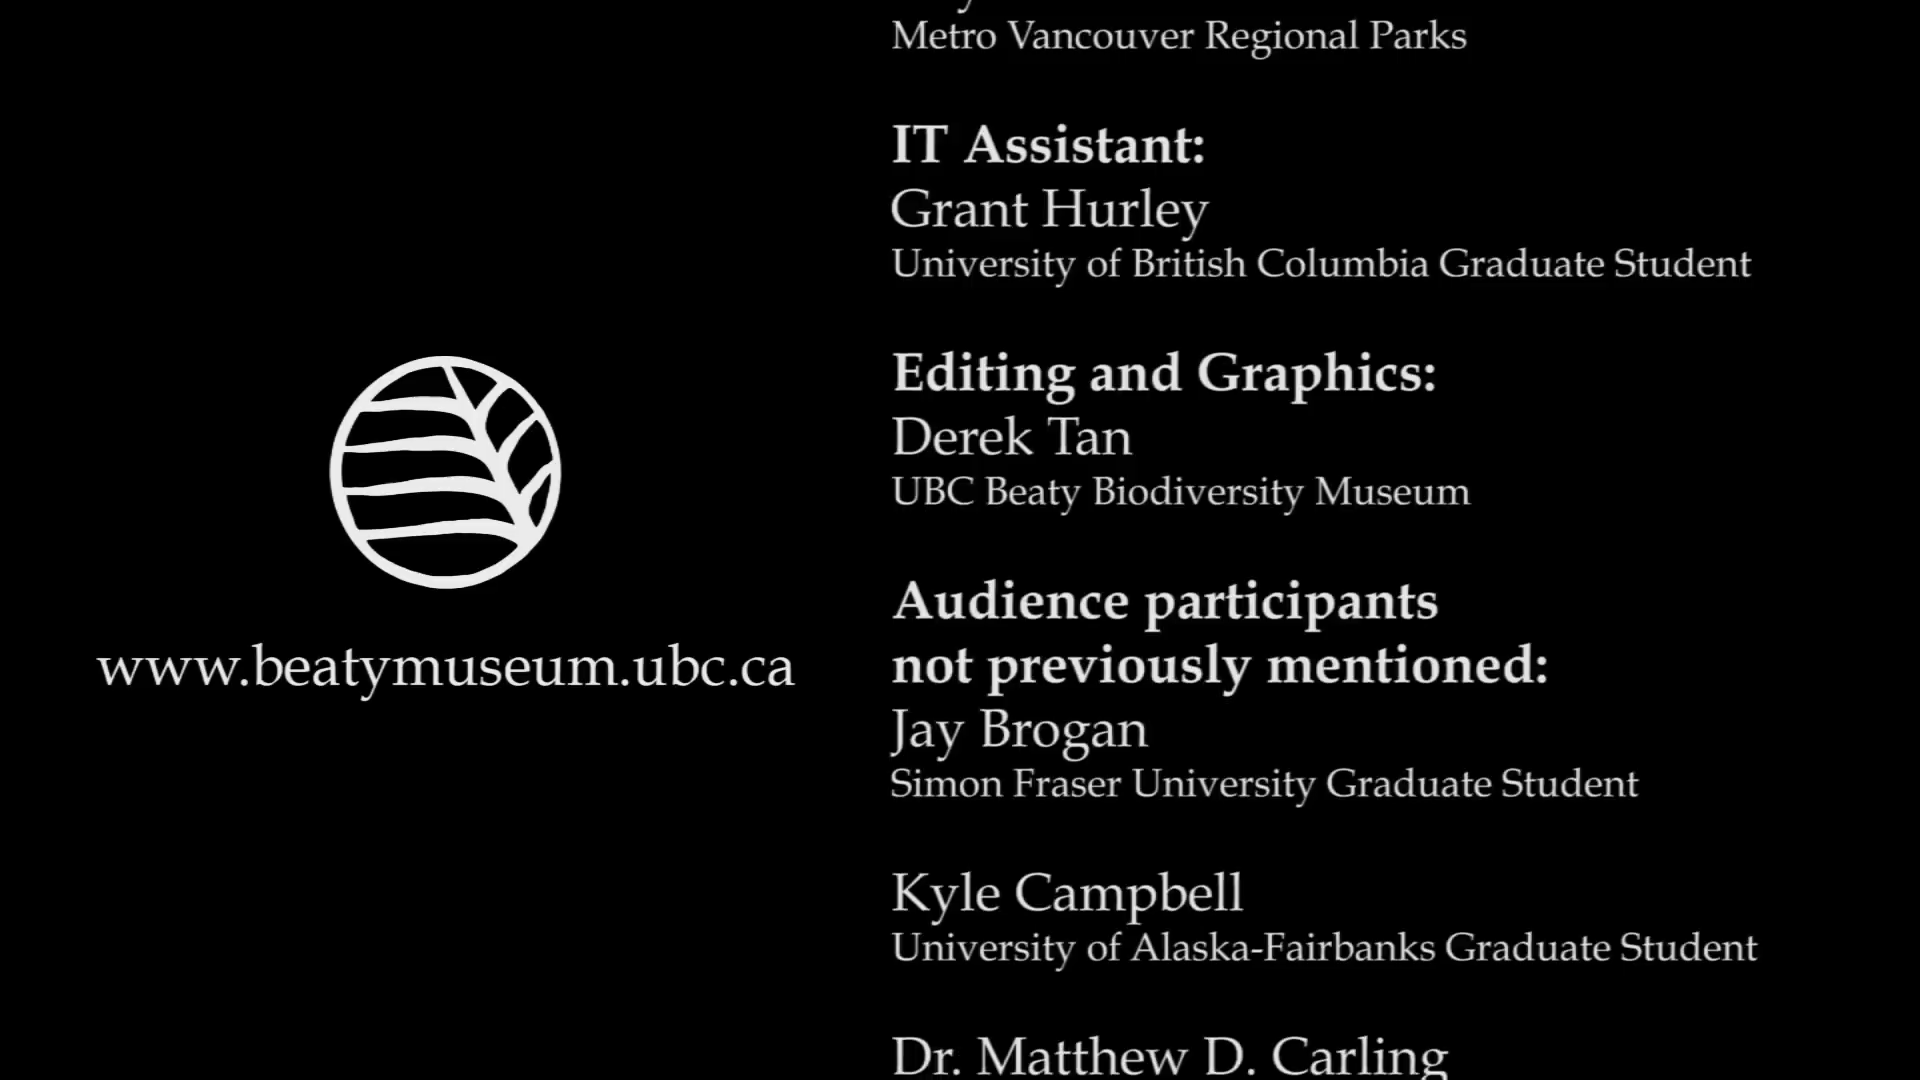 Metro Vancouver Regional Parks
IT Assistant:
Grant Hurley
University of British Columbia Graduate Student
Editing and Graphics:
Derek Tan
UBC Beaty Biodiversity Museum
www.beatymuseum.ubc.ca
Audience participants
not previously mentioned:
Jay Brogan
Simon Fraser University Graduate Student
Kyle Campbell
University of Alaska-Fairbanks Graduate Student
Dr. Matthew D. Carling